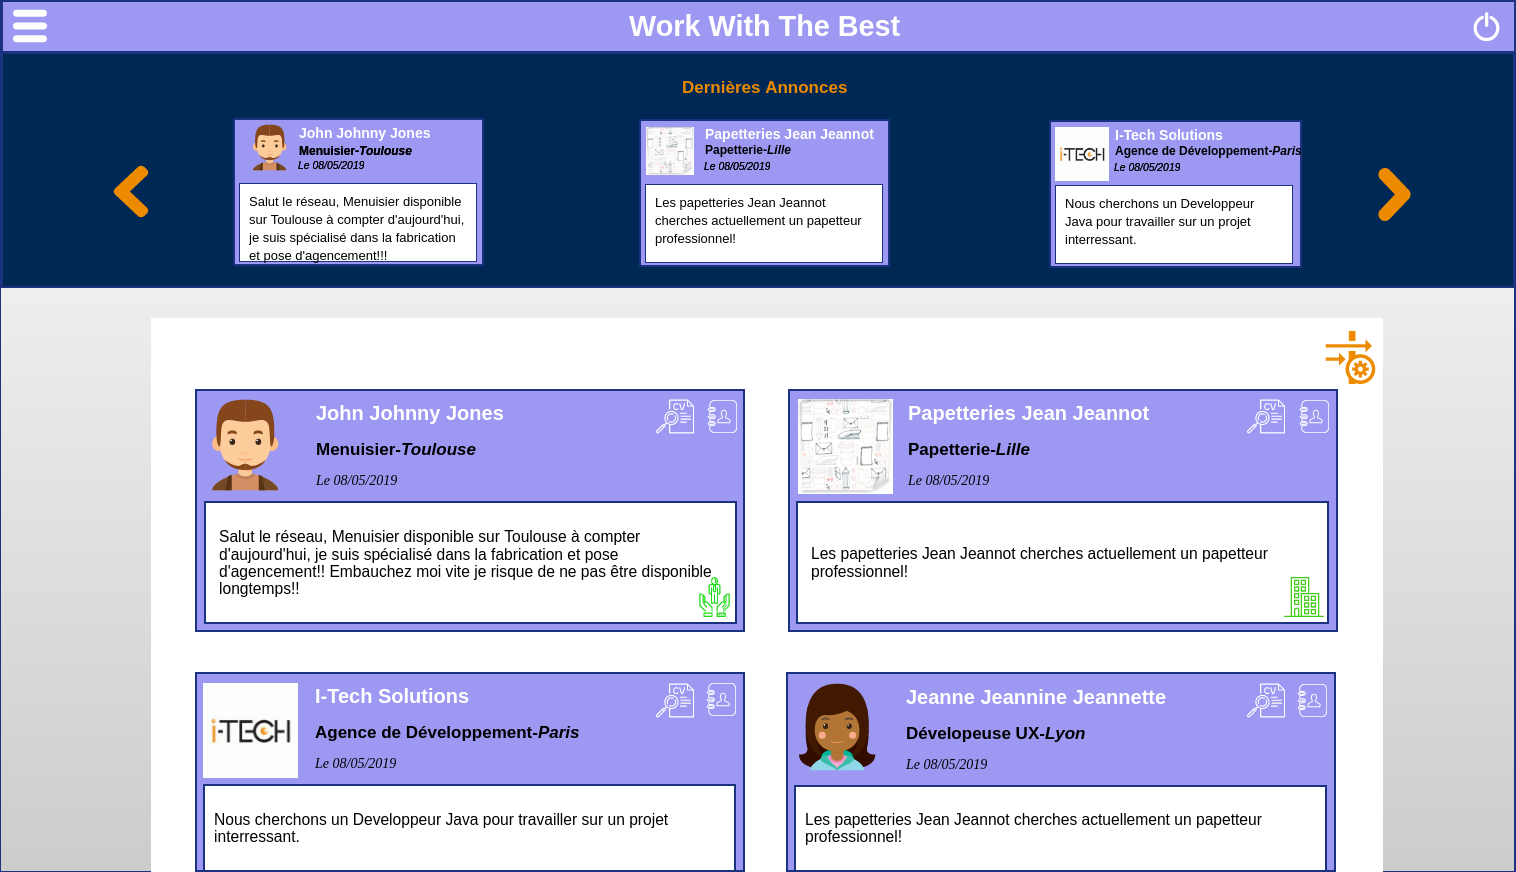 Work With The Best
Dernières Annonces
John Johnny Jones
Menuisier-Toulouse
Le 08/05/2019
Salut le réseau, Menuisier disponible
sur Toulouse à compter d'aujourd'hui,
je suis spécialisé dans la fabrication
et pose d'agencement!!!
Papetteries Jean Jeannot
Papetterie-Lille
Le 08/05/2019
Les papetteries Jean Jeannot
cherches actuellement un papetteur
professionnel!
i-TECH
I-Tech Solutions
Agence de Développement-Paris
Le 08/05/2019
Nous cherchons un Developpeur
Java pour travailler sur un projet
interressant.
John Johnny Jones
CV
Menuisier-Toulouse
Le 08/05/2019
Salut le réseau, Menuisier disponible sur Toulouse à compter
d'aujourd'hui, je suis spécialisé dans la fabrication et pose
d'agencement!! Embauchez moi vite je risque de ne pas être disponible
longtemps!!
Papetteries Jean Jeannot
CV
Papetterie-Lille
Le 08/05/2019
Les papetteries Jean Jeannot cherches actuellement un papetteur
professionnel!
i-TECH
I-Tech Solutions
CV
Agence de Développement-Paris
Le 08/05/2019
Nous cherchons un Developpeur Java pour travailler sur un projet
interressant.
Jeanne Jeannine Jeannette
CV
Dévelopeuse UX-Lyon
Le 08/05/2019
Les papetteries Jean Jeannot cherches actuellement un papetteur
professionnel!